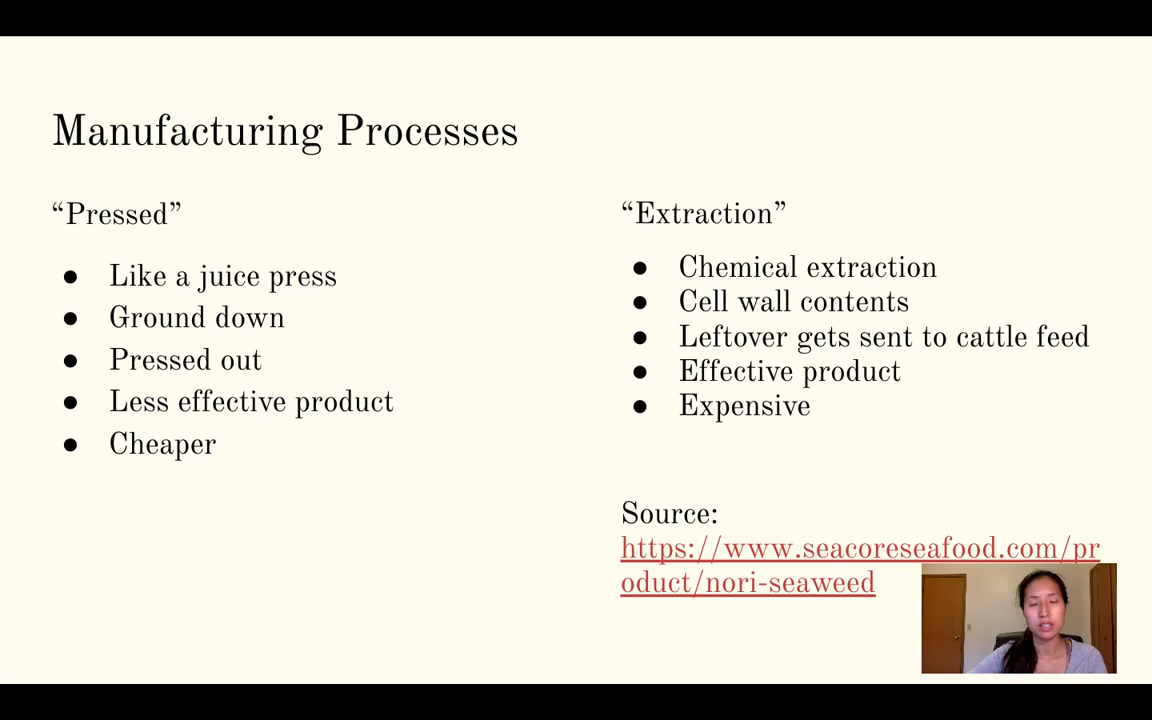 Manufacturing Processes
“Pressed”
● Like a juice press
● Ground down
● Pressed out
● Less effective product
● Cheaper
“Extraction”
● Chemical extraction
● Cell wall contents
● Leftover gets sent to cattle feed
● Effective product
● Expensive
Source:
https://www.seacoreseafood.com/pr
oduct/nori-seaweed